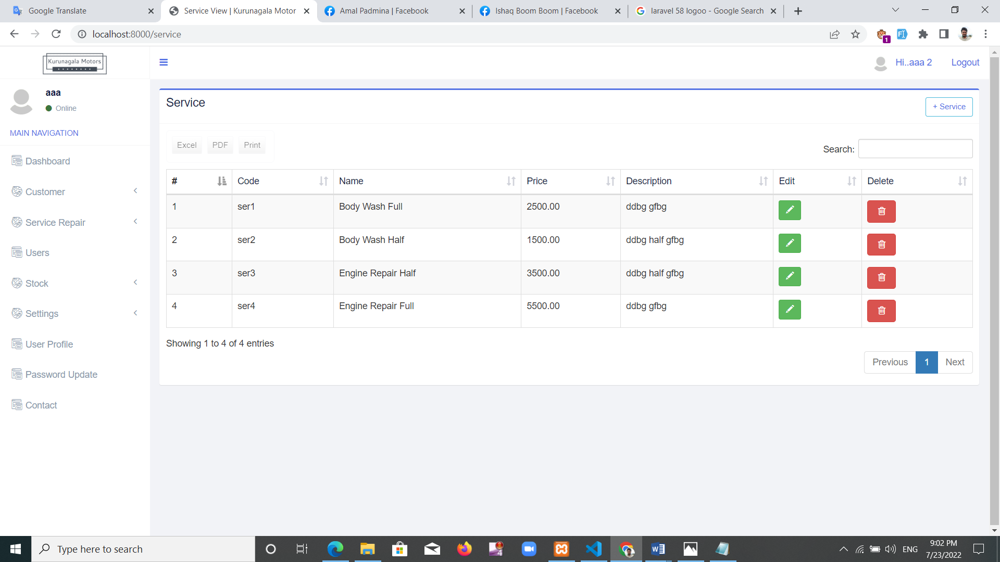 Google Translate
Service View | Kurunagala Motor
Amal Padmina | Facebook
Ishaq Boom Boom | Facebook
laravel 58 logoo - Google Search
localhost:8000/service
1
Kurunagala Motors
Hi..aaa 2
Logout
aaa
Online
MAIN NAVIGATION
Dashboard
Customer
Service Repair
Users
Stock
Settings
User Profile
Password Update
Contact
Service
+ Service
Excel PDF Print
Search:
# Code Name Price Description Edit Delete
1 ser1 Body Wash Full 2500.00 ddbg gfbg
2 ser2 Body Wash Half 1500.00 ddbg half gfbg
3 ser3 Engine Repair Half 3500.00 ddbg half gfbg
4 ser4 Engine Repair Full 5500.00 ddbg gfbg
Showing 1 to 4 of 4 entries
Previous 1 Next
Type here to search
4
ENG
9:02 PM
7/23/2022